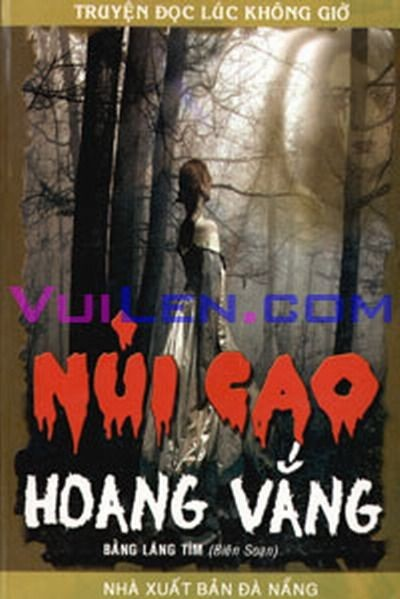 TRUYỆN ĐỌC LÚC KHÔNG GIỜ
VUILEN.COM
NÚI CAO
HOANG VẮNG
BẰNG LĂNG TÍM (Biên Soạn)
NHÀ XUẤT BẢN ĐÀ NẴNG